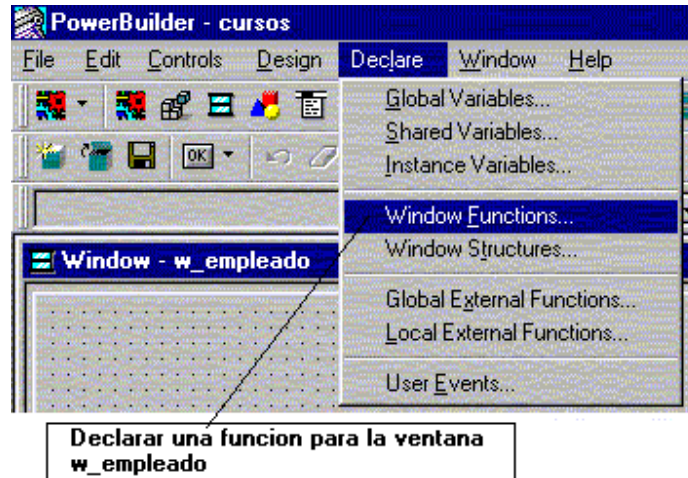 PowerBuilder - cursos
File Edit Controls Design Declare Window Help
Global Variables...
Shared Variables...
Instance Variables...
OK
Window Functions...
Window Structures...
Window - w_empleado
Global External Functions...
Local External Functions...
User Events...
Declarar una funcion para la ventana
w_empleado